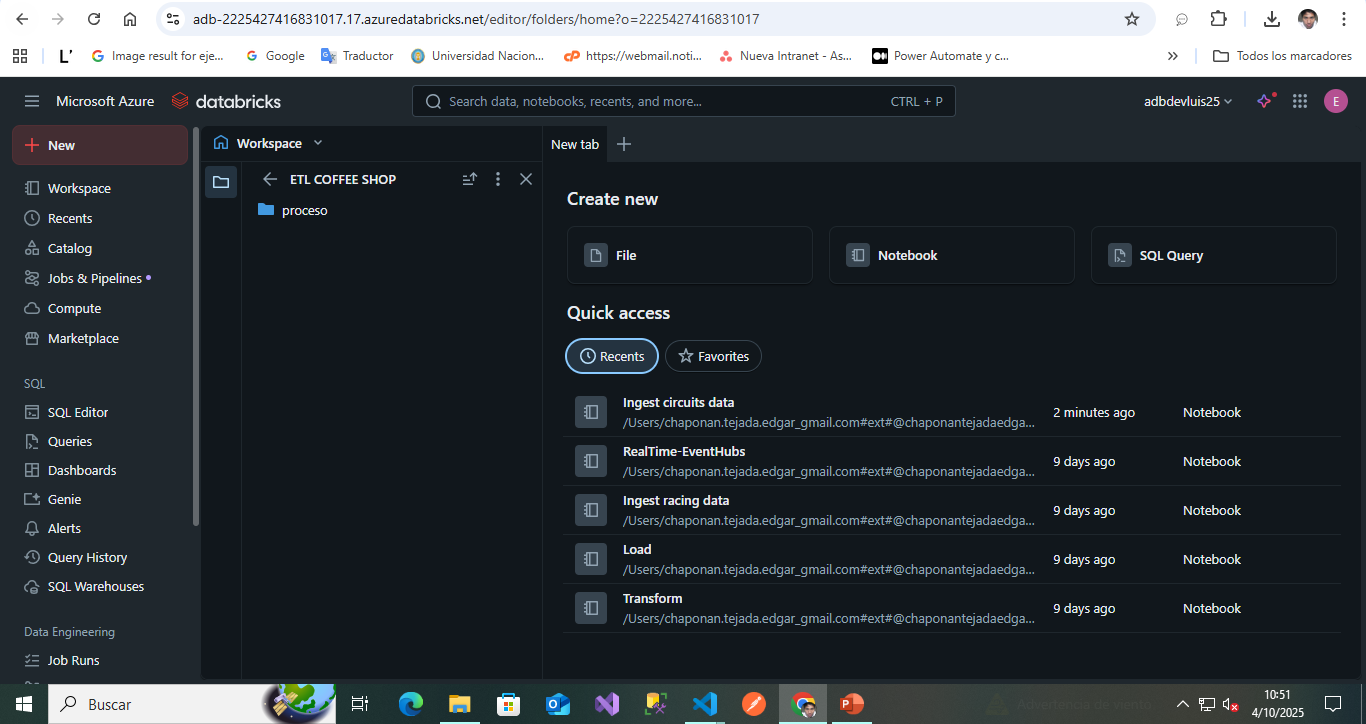 adb-2225427416831017.17.azuredatabricks.net/editor/folders/home?o=2225427416831017
L'
Image result for eje...
Google
Traductor
Universidad Nacion...
cP
https://webmail.noti...
Nueva Intranet - As...
Power Automate y c...
»
Todos los marcadores
Microsoft Azure
databricks
Search data, notebooks, recents, and more...
CTRL + P
adbdevluis25
E
New
Workspace
Recents
Catalog
Jobs & Pipelines
Compute
Marketplace
SQL
SQL Editor
Queries
Dashboards
Genie
Alerts
Query History
SQL Warehouses
Data Engineering
Job Runs
Workspace
ETL COFFEE SHOP
proceso
New tab
Create new
File
Notebook
SQL Query
Quick access
Recents
Favorites
Ingest circuits data
/Users/chaponan.tejada.edgar_gmail.com#ext#@chaponantejadaedga...
2 minutes ago
Notebook
RealTime-EventHubs
/Users/chaponan.tejada.edgar_gmail.com#ext#@chaponantejadaedga...
9 days ago
Notebook
Ingest racing data
/Users/chaponan.tejada.edgar_gmail.com#ext#@chaponantejadaedga...
9 days ago
Notebook
Load
/Users/chaponan.tejada.edgar_gmail.com#ext#@chaponantejadaedga...
9 days ago
Notebook
Transform
/Users/chaponan.tejada.edgar_gmail.com#ext#@chaponantejadaedga...
9 days ago
Notebook
Buscar
Advertencia de viento
10:51
4/10/2025